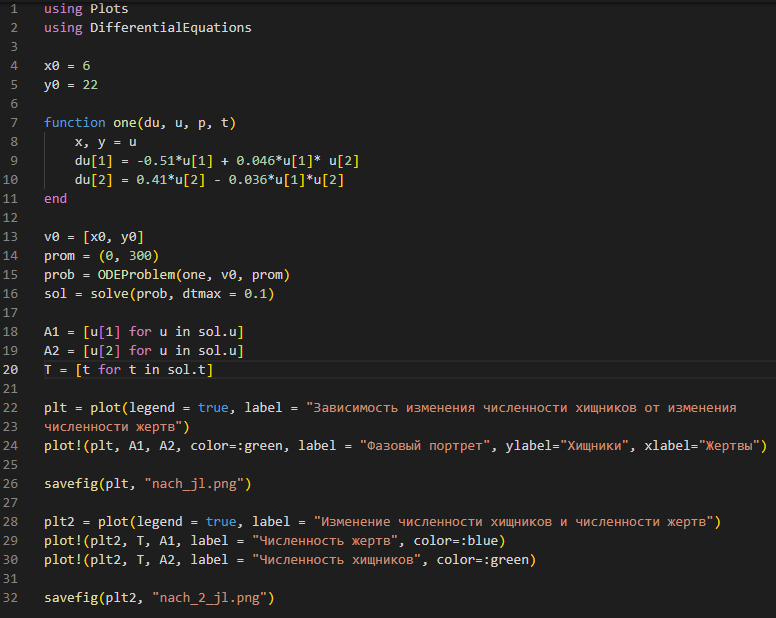 1 using Plots
2 using DifferentialEquations
3
4 x0 = 6
5 y0 = 22
6
7 function one(du, u, p, t)
8     x, y = u
9     du[1] = -0.51*u[1] + 0.046*u[1]* u[2]
10     du[2] = 0.41*u[2] - 0.036*u[1]*u[2]
11 end
12
13 v0 = [x0, y0]
14 prom = (0, 300)
15 prob = ODEProblem(one, v0, prom)
16 sol = solve(prob, dtmax = 0.1)
17
18 A1 = [u[1] for u in sol.u]
19 A2 = [u[2] for u in sol.u]
20 T = [t for t in sol.t]
21
22 plt = plot(legend = true, label = "Зависимость изменения численности хищников от изменения
23 численности жертв")
24 plot!(plt, A1, A2, color=:green, label = "Фазовый портрет", ylabel="Хищники", xlabel="Жертвы")
25
26 savefig(plt, "nach_jl.png")
27
28 plt2 = plot(legend = true, label = "Изменение численности хищников и численности жертв")
29 plot!(plt2, T, A1, label = "Численность жертв", color=:blue)
30 plot!(plt2, T, A2, label = "Численность хищников", color=:green)
31
32 savefig(plt2, "nach_2_jl.png")